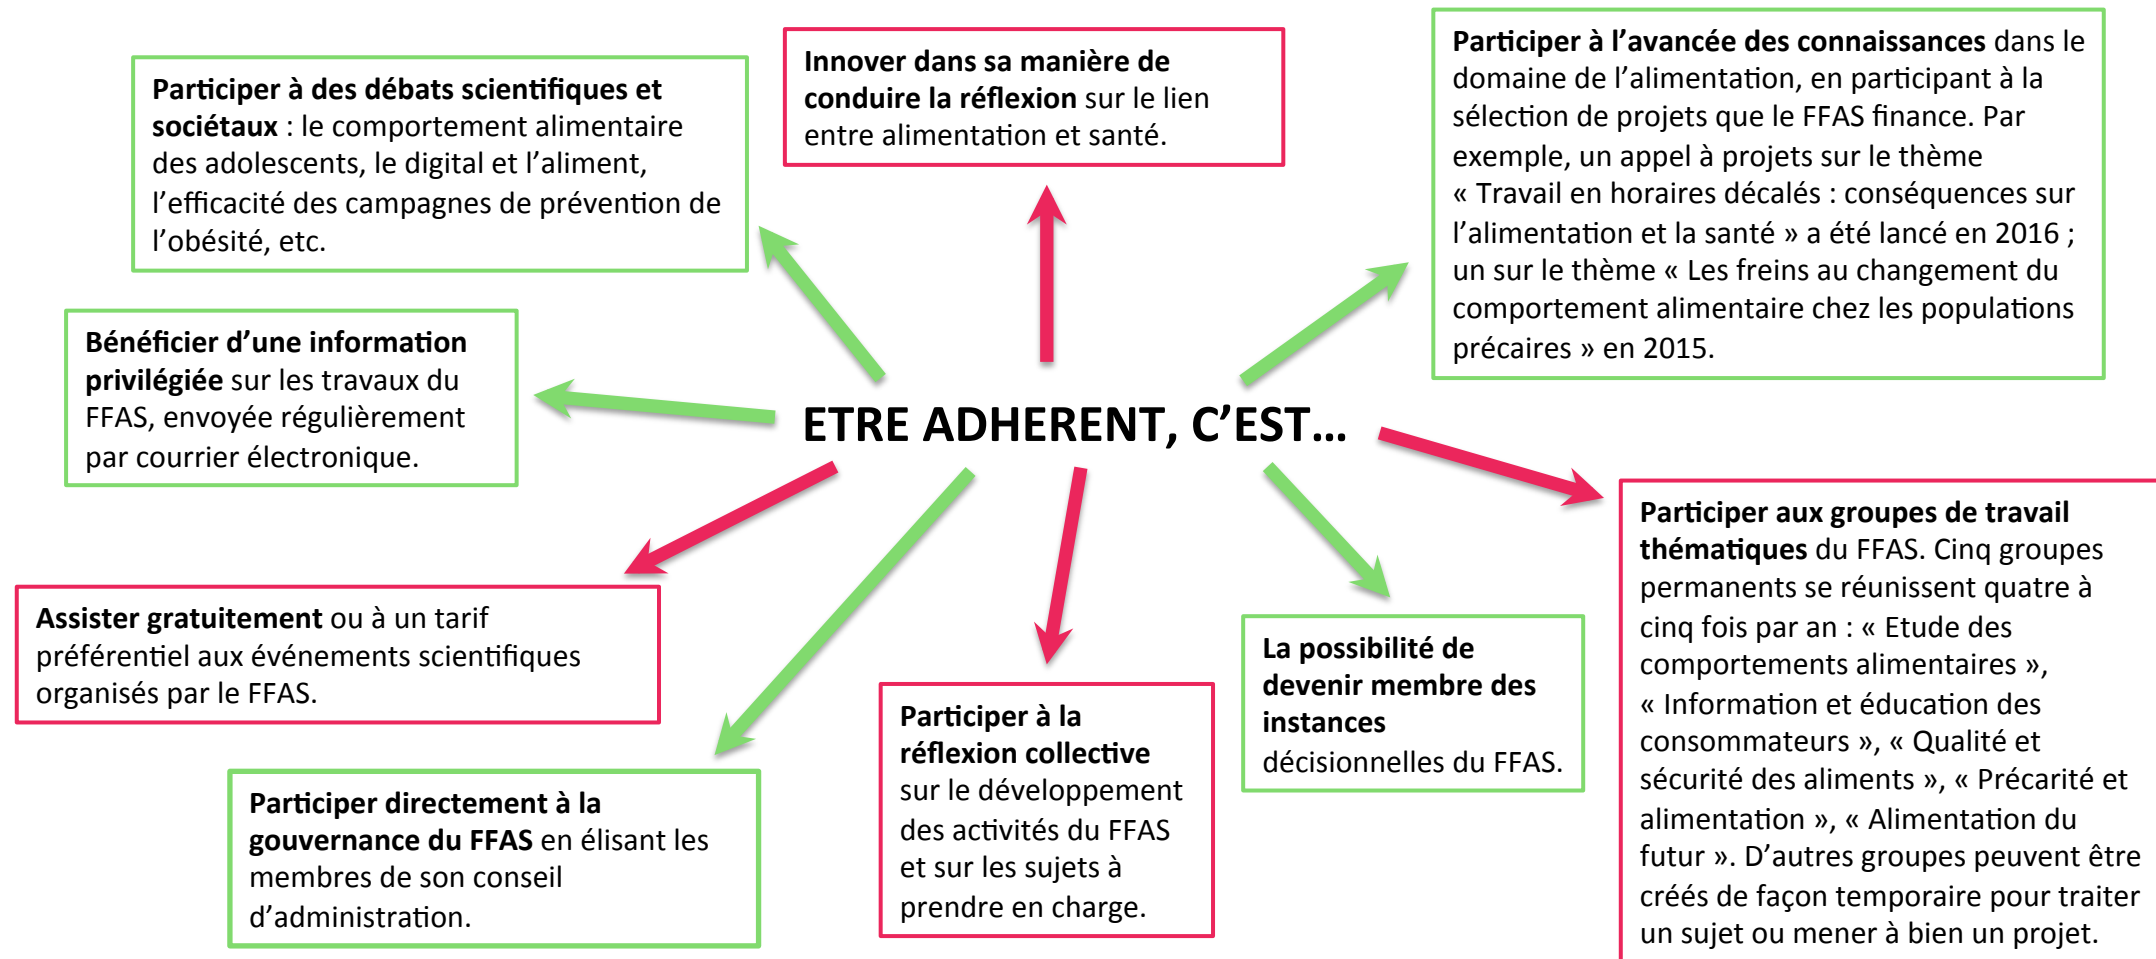 Participer à des débats scientifiques et
sociétaux : le comportement alimentaire
des adolescents, le digital et l’aliment,
l’efficacité des campagnes de prévention de
l’obésité, etc.
Innover dans sa manière de
conduire la réflexion sur le lien
entre alimentation et santé.
Participer à l’avancée des connaissances dans le
domaine de l’alimentation, en participant à la
sélection de projets que le FFAS finance. Par
exemple, un appel à projets sur le thème
« Travail en horaires décalés : conséquences sur
l’alimentation et la santé » a été lancé en 2016 ;
un sur le thème « Les freins au changement du
comportement alimentaire chez les populations
précaires » en 2015.
Bénéficier d’une information
privilégiée sur les travaux du
FFAS, envoyée régulièrement
par courrier électronique.
ETRE ADHERENT, C’EST…
Assister gratuitement ou à un tarif
préférentiel aux événements scientifiques
organisés par le FFAS.
Participer directement à la
gouvernance du FFAS en élisant les
membres de son conseil
d’administration.
Participer à la
réflexion collective
sur le développement
des activités du FFAS
et sur les sujets à
prendre en charge.
La possibilité de
devenir membre des
instances
décisionnelles du FFAS.
Participer aux groupes de travail
thématiques du FFAS. Cinq groupes
permanents se réunissent quatre à
cinq fois par an : « Etude des
comportements alimentaires »,
« Information et éducation des
consommateurs », « Qualité et
sécurité des aliments », « Précarité et
alimentation », « Alimentation du
futur ». D’autres groupes peuvent être
créés de façon temporaire pour traiter
un sujet ou mener à bien un projet.